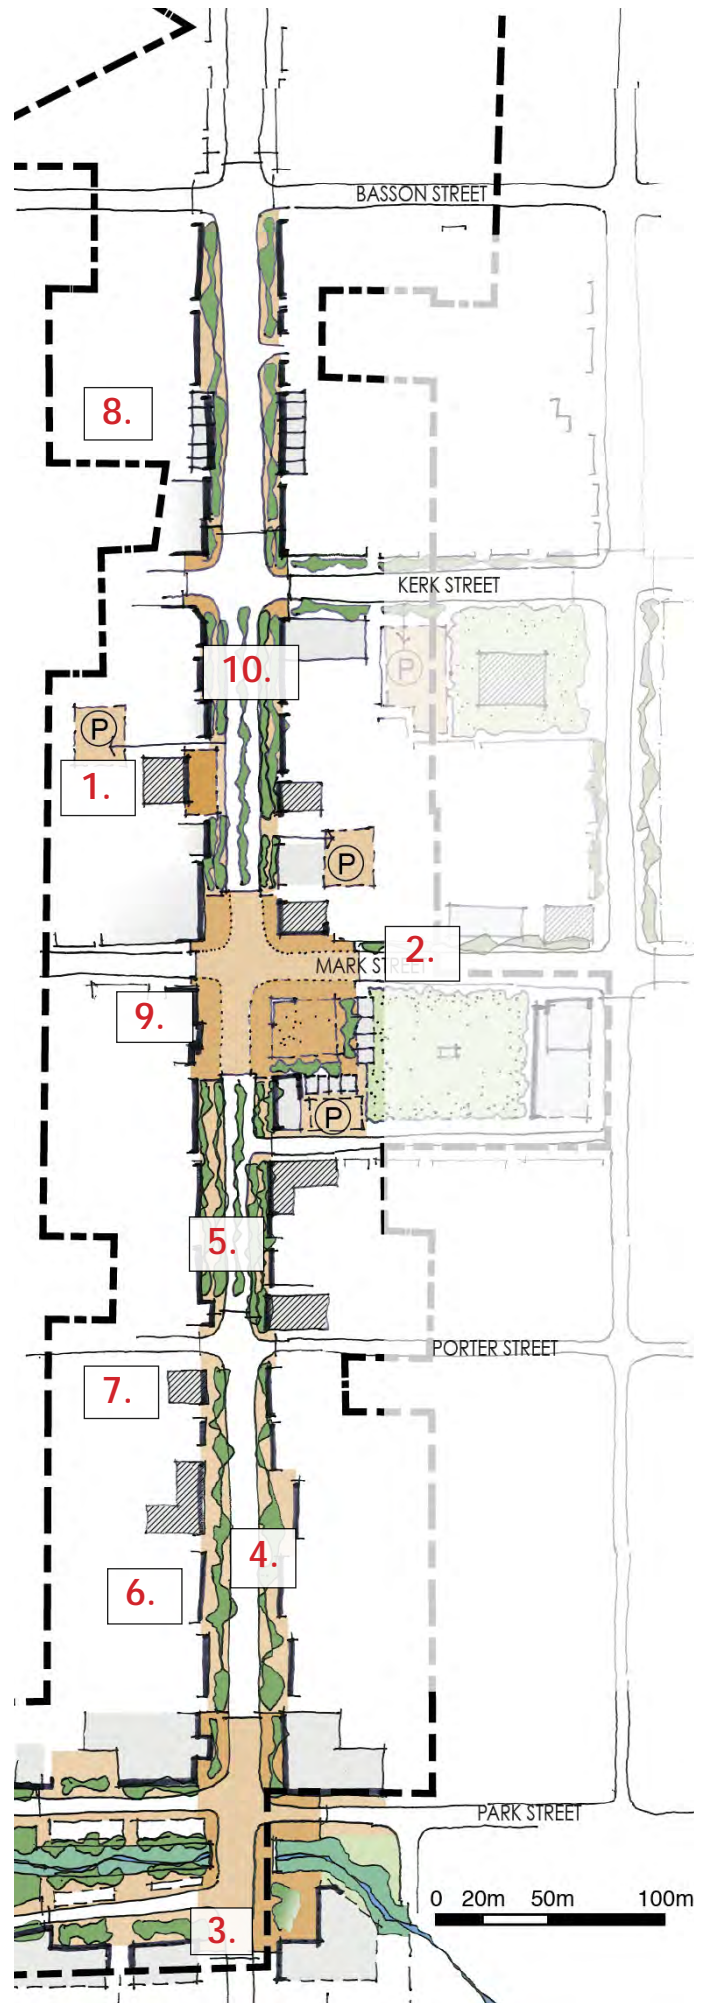 BASSON STREET
8.
KERK STREET
10.
P
P
1.
P
2.
MARK STREET
9.
P
5.
PORTER STREET
7.
4.
6.
PARK STREET
0 20m 50m 100m
3.